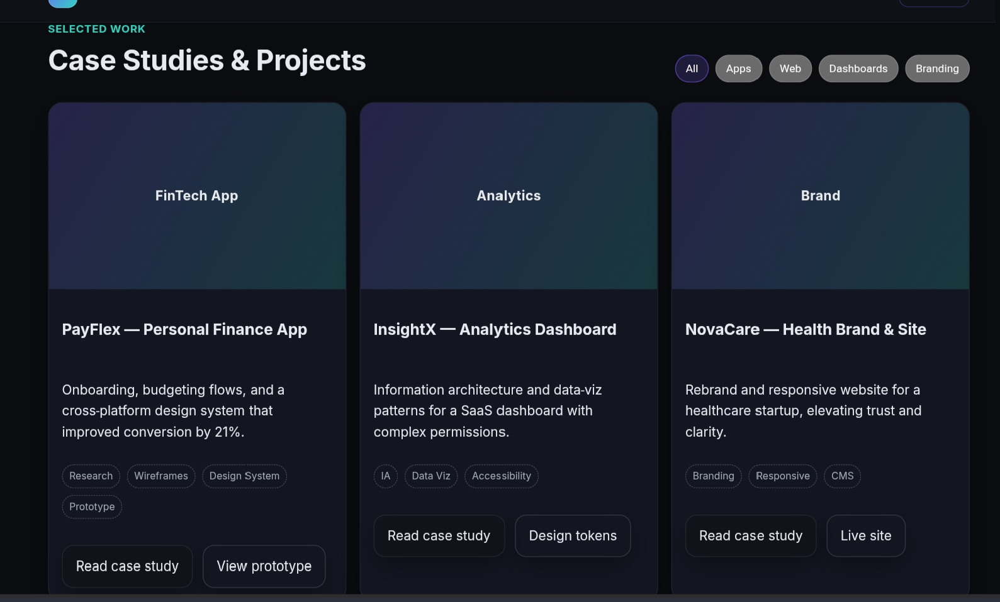 SELECTED WORK
Case Studies & Projects
All
Apps
Web
Dashboards
Branding
FinTech App
PayFlex — Personal Finance App
Onboarding, budgeting flows, and a
cross-platform design system that
improved conversion by 21%.
Research
Wireframes
Design System
Prototype
Read case study
View prototype
Analytics
InsightX — Analytics Dashboard
Information architecture and data-viz
patterns for a SaaS dashboard with
complex permissions.
IA
Data Viz
Accessibility
Read case study
Design tokens
Brand
NovaCare — Health Brand & Site
Rebrand and responsive website for a
healthcare startup, elevating trust and
clarity.
Branding
Responsive
CMS
Read case study
Live site